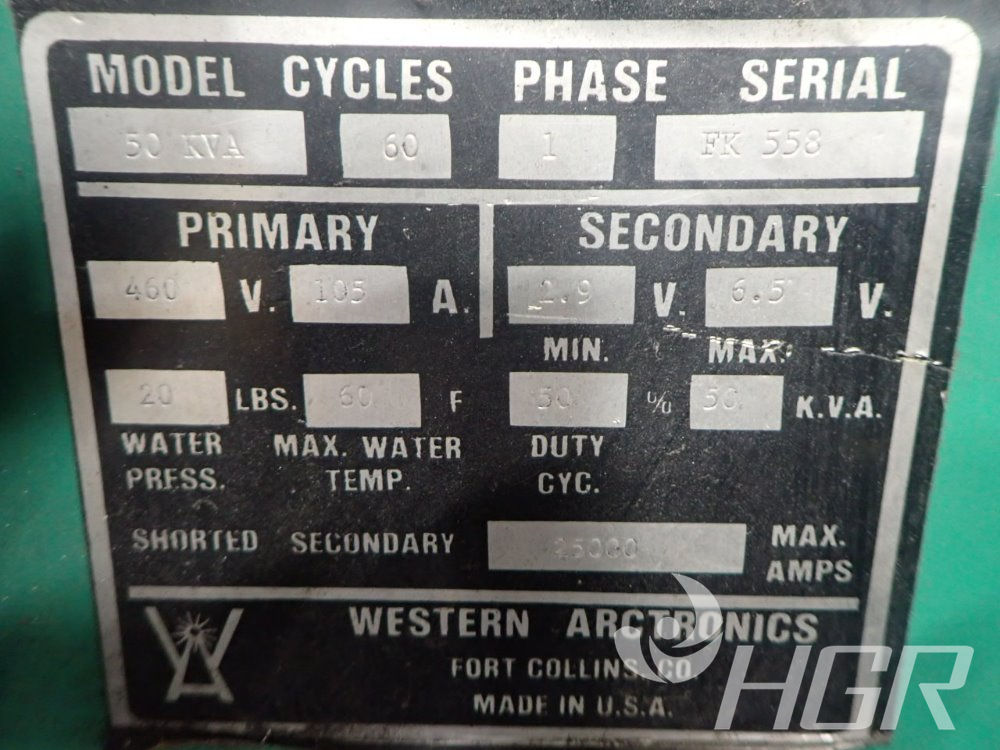 MODEL CYCLES PHASE SERIAL
50 KVA 60 1 FK 558
PRIMARY SECONDARY
460 V. 105 A. 2.9 V. 6.5 V.
MIN. MAX.
20 LBS. 60 F 50 % 50 K.V.A.
WATER PRESS. MAX. WATER TEMP. DUTY CYC.
SHORTED SECONDARY 25000 MAX. AMPS
WESTERN ARCTRONICS
FORT COLLINS, CO
MADE IN U.S.A.
HGR